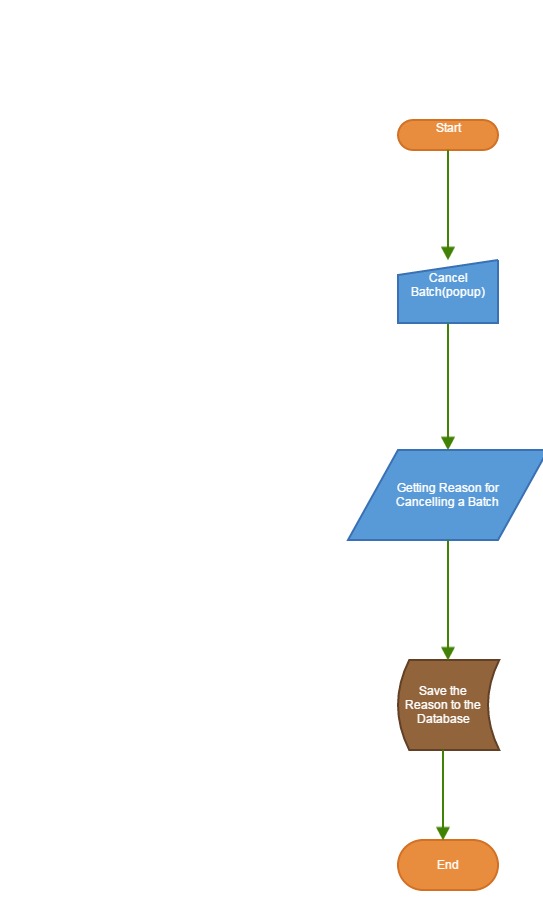 Start
Cancel
Batch(popup)
Getting Reason for
Cancelling a Batch
Save the
Reason to the
Database
End